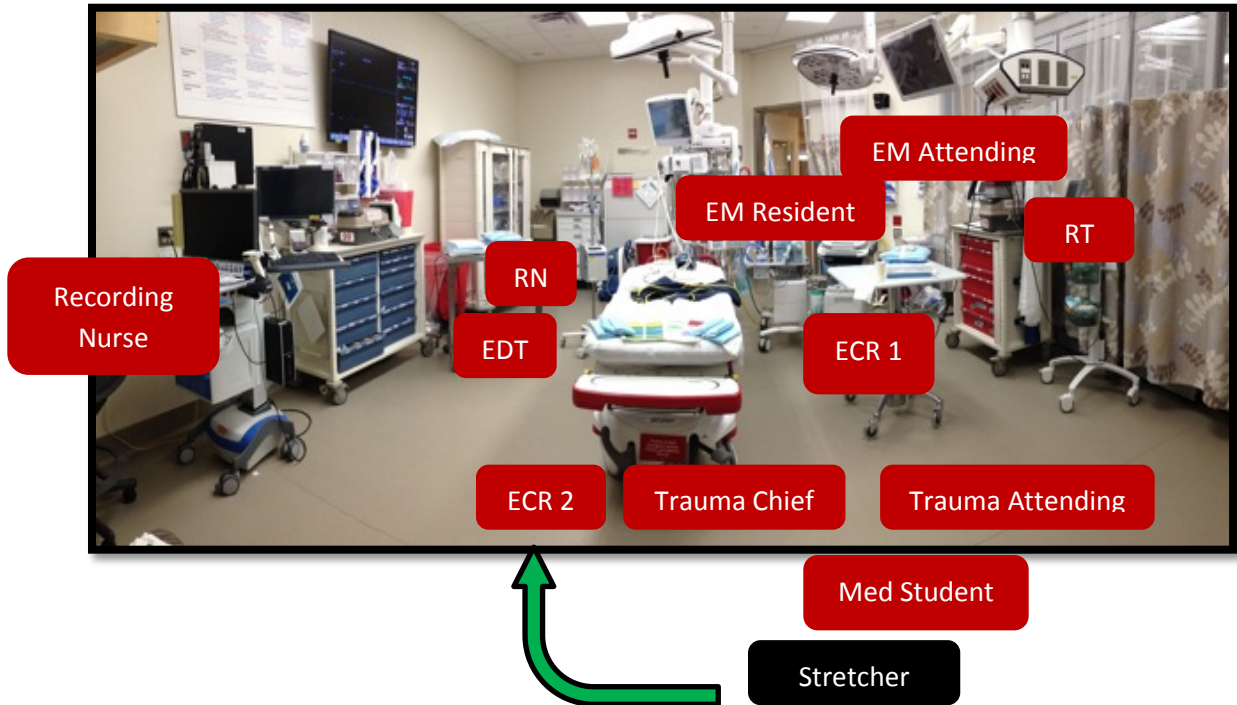 EM Attending
EM Resident
RT
RN
Recording
Nurse
EDT
ECR 1
ECR 2
Trauma Chief
Trauma Attending
Med Student
Stretcher